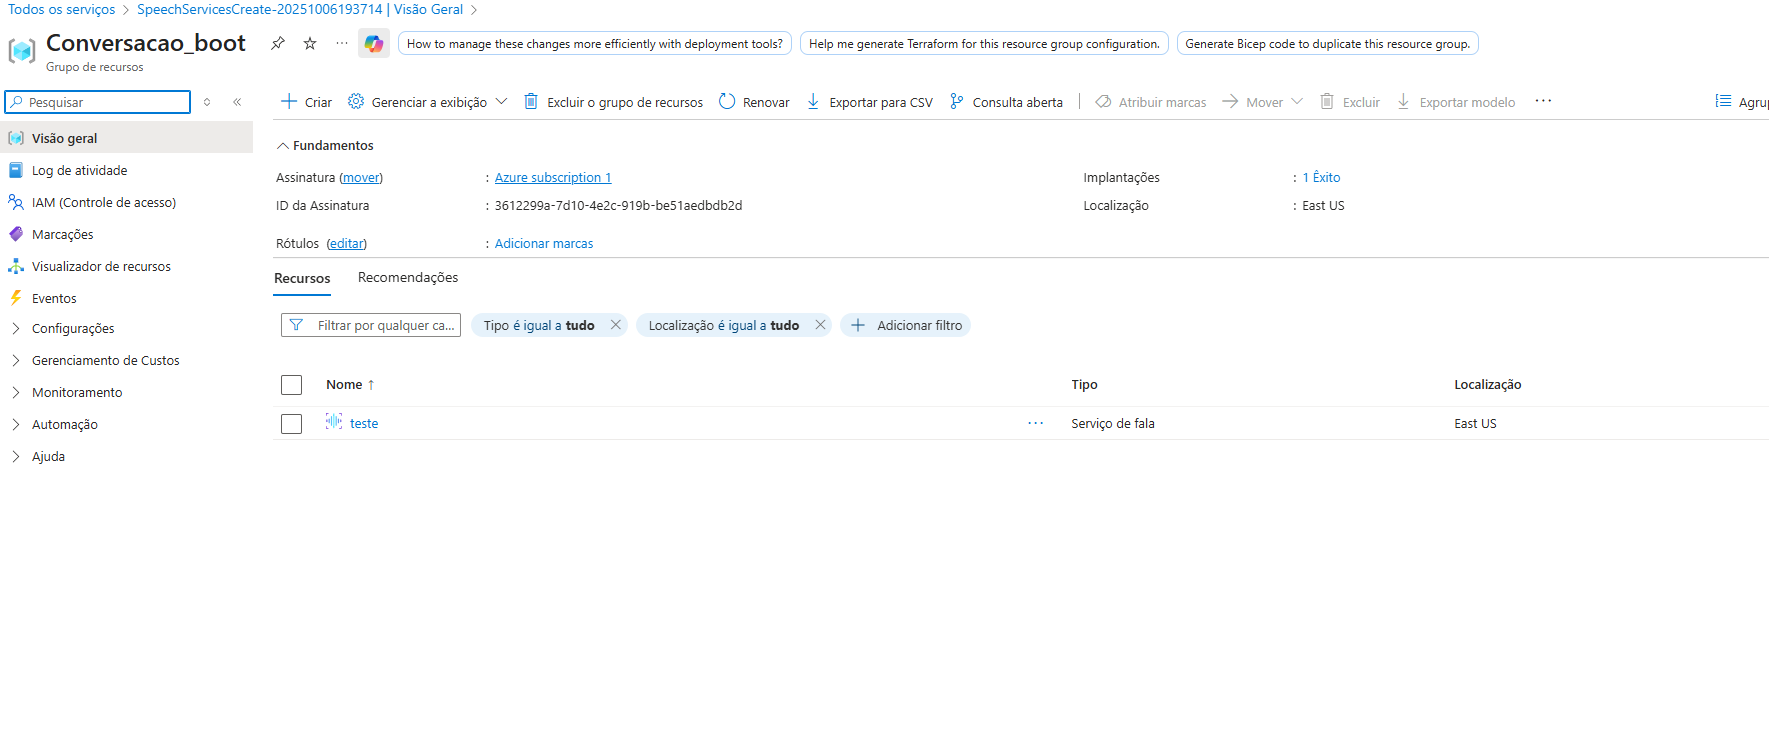 Todos os serviços > SpeechServicesCreate-20251006193714 | Visão Geral >
Conversacao_boot
Grupo de recursos
How to manage these changes more efficiently with deployment tools?
Help me generate Terraform for this resource group configuration.
Generate Bicep code to duplicate this resource group.
Pesquisar
Criar
Gerenciar a exibição
Excluir o grupo de recursos
Renovar
Exportar para CSV
Consulta aberta
Atribuir marcas
Mover
Excluir
Exportar modelo
Agrup
Visão geral
Log de atividade
IAM (Controle de acesso)
Marcações
Visualizador de recursos
Eventos
Configurações
Gerenciamento de Custos
Monitoramento
Automação
Ajuda
Fundamentos
Assinatura (mover) : Azure subscription 1
ID da Assinatura : 3612299a-7d10-4e2c-919b-be51aedbdb2d
Rótulos (editar) : Adicionar marcas
Implantações : 1 Êxito
Localização : East US
Recursos
Recomendações
Filtrar por qualquer ca...
Tipo é igual a tudo
Localização é igual a tudo
Adicionar filtro
Nome ↑ Tipo Localização
teste ... Serviço de fala East US